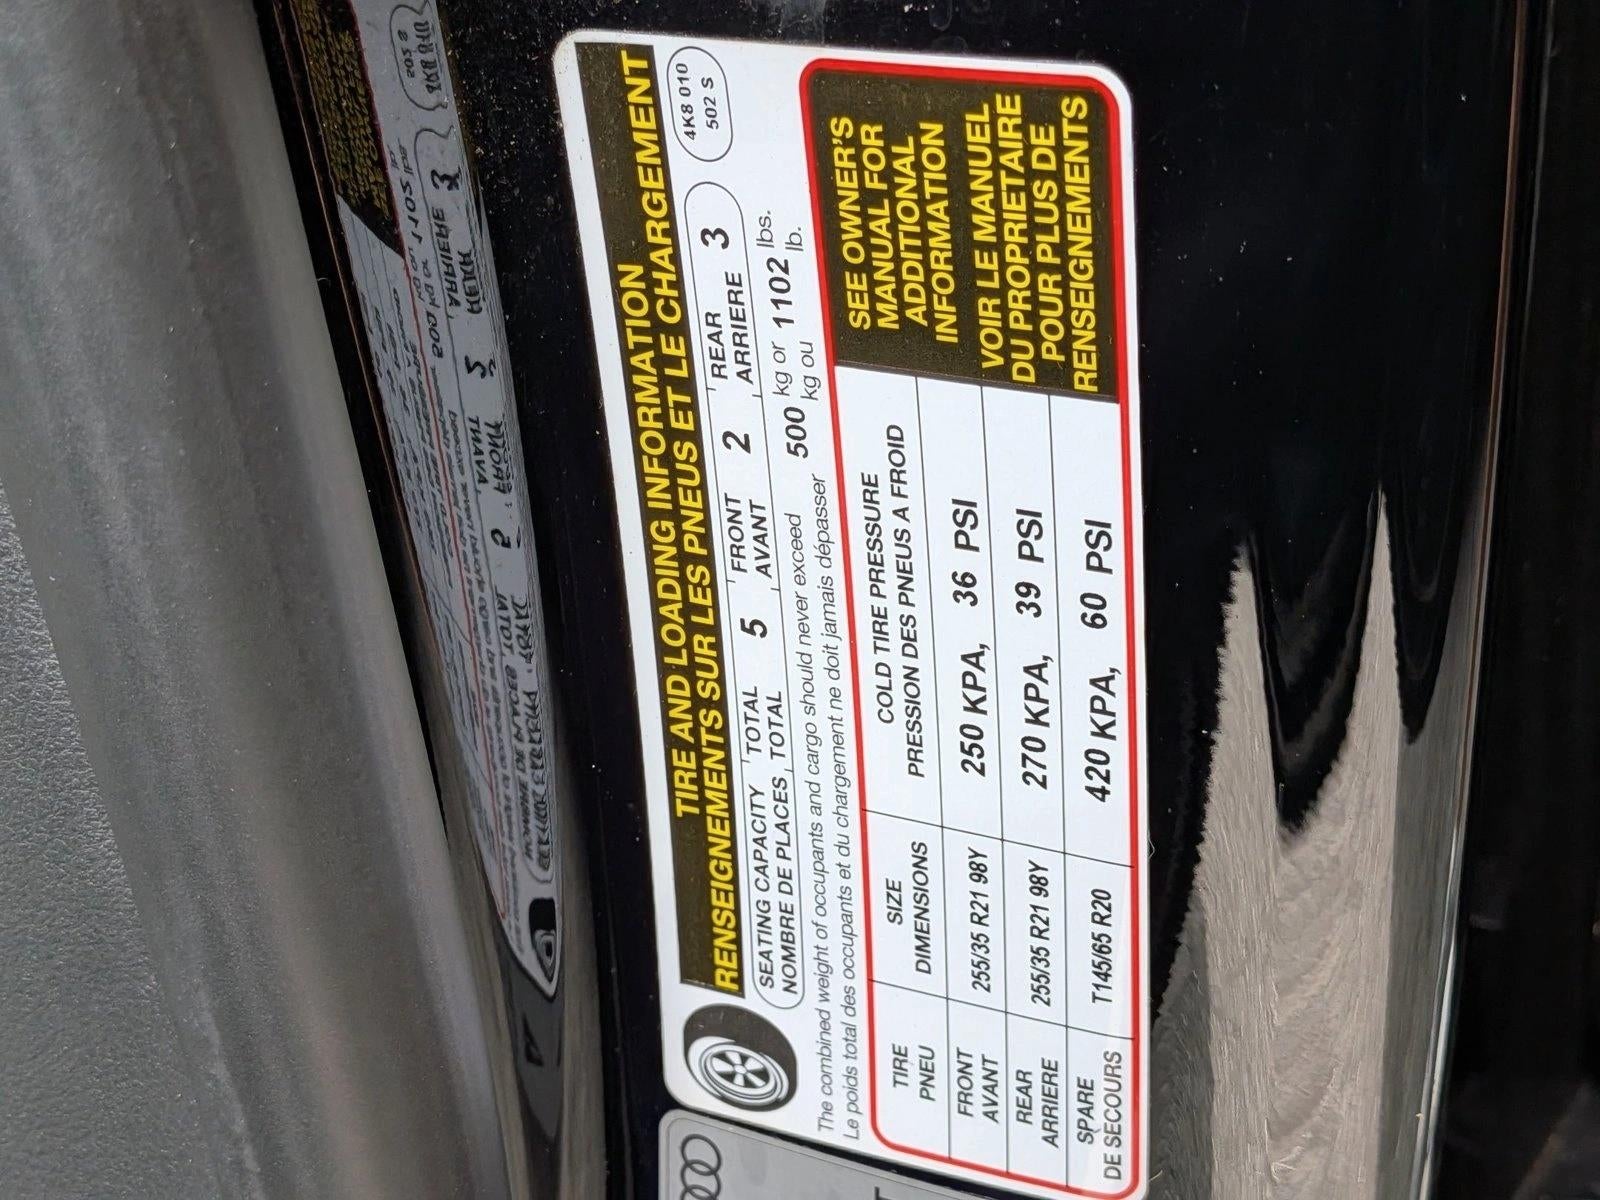 TIRE AND LOADING INFORMATION
RENSEIGNEMENTS SUR LES PNEUS ET LE CHARGEMENT
4K8 010
502 S
SEATING CAPACITY TOTAL 5 FRONT 2 REAR 3
NOMBRE DE PLACES TOTAL AVANT ARRIERE
The combined weight of occupants and cargo should never exceed 500 kg or 1102 lbs.
Le poids total des occupants et du chargement ne doit jamais dépasser kg ou lb.
TIRE SIZE COLD TIRE PRESSURE
PNEU DIMENSIONS PRESSION DES PNEUS A FROID
FRONT
AVANT 255/35 R21 98Y 250 KPA, 36 PSI
REAR
ARRIERE 255/35 R21 98Y 270 KPA, 39 PSI
SPARE
DE SECOURS T145/65 R20 420 KPA, 60 PSI
SEE OWNER'S
MANUAL FOR
ADDITIONAL
INFORMATION
VOIR LE MANUEL
DU PROPRIETAIRE
POUR PLUS DE
RENSEIGNEMENTS